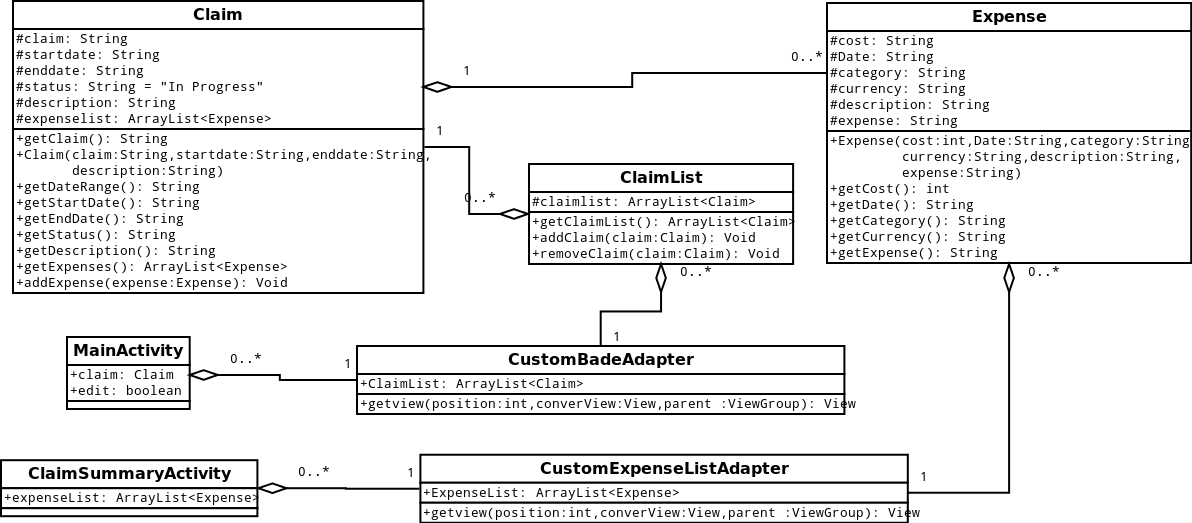 Claim
#claim: String
#startdate: String
#enddate: String
#status: String = "In Progress"
#description: String
#expenselist: ArrayList<Expense>
+getClaim(): String
+Claim(claim:String,startdate:String,enddate:String,
description:String)
+getDateRange(): String
+getStartDate(): String
+getEndDate(): String
+getStatus(): String
+getDescription(): String
+getExpenses(): ArrayList<Expense>
+addExpense(expense:Expense): Void
1
0..*
Expense
#cost: String
#Date: String
#category: String
#currency: String
#description: String
#expense: String
+Expense(cost:int,Date:String,category:String
currency:String,description:String,
expense:String)
+getCost(): int
+getDate(): String
+getCategory(): String
+getCurrency(): String
+getExpense(): String
1
0..*
ClaimList
#claimlist: ArrayList<Claim>
+getClaimList(): ArrayList<Claim>
+addClaim(claim:Claim): Void
+removeClaim(claim:Claim): Void
0..*
0..*
1
MainActivity
+claim: Claim
+edit: boolean
0..*
1
CustomBadeAdapter
+ClaimList: ArrayList<Claim>
+getview(position:int,converView:View,parent :ViewGroup): View
ClaimSummaryActivity
+expenseList: ArrayList<Expense>
0..*
1
CustomExpenseListAdapter
+ExpenseList: ArrayList<Expense>
+getview(position:int,converView:View,parent :ViewGroup): View
1